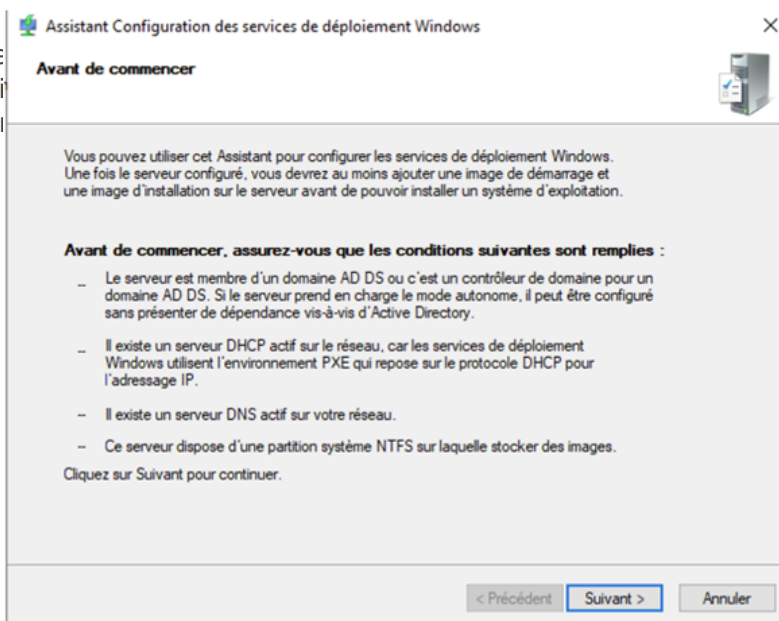 Assistant Configuration des services de déploiement Windows
Avant de commencer
Vous pouvez utiliser cet Assistant pour configurer les services de déploiement Windows.
Une fois le serveur configuré, vous devrez au moins ajouter une image de démarrage et
une image d'installation sur le serveur avant de pouvoir installer un système d'exploitation.
Avant de commencer, assurez-vous que les conditions suivantes sont remplies :
-- Le serveur est membre d'un domaine AD DS ou c'est un contrôleur de domaine pour un
domaine AD DS. Si le serveur prend en charge le mode autonome, il peut être configuré
sans présenter de dépendance vis-à-vis d'Active Directory.
-- Il existe un serveur DHCP actif sur le réseau, car les services de déploiement
Windows utilisent l'environnement PXE qui repose sur le protocole DHCP pour
l'adressage IP.
-- Il existe un serveur DNS actif sur votre réseau.
-- Ce serveur dispose d'une partition système NTFS sur laquelle stocker des images.
Cliquez sur Suivant pour continuer.
< Précédent Suivant > Annuler